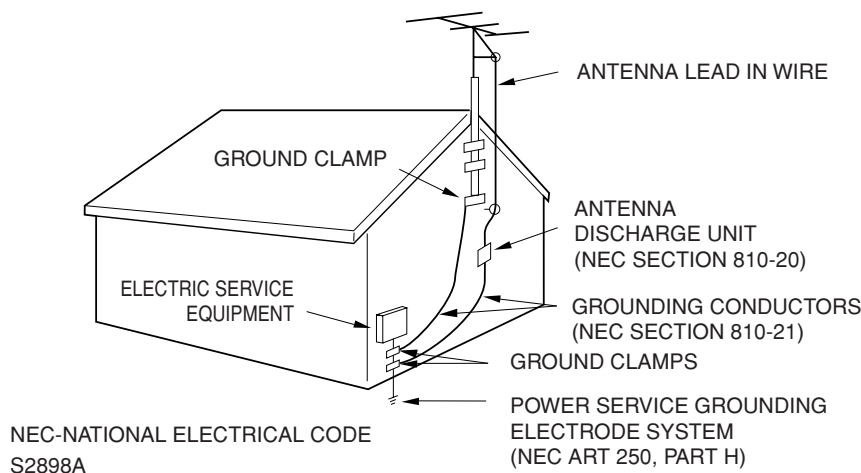 ANTENNA LEAD IN WIRE
GROUND CLAMP
ANTENNA
DISCHARGE UNIT
(NEC SECTION 810-20)
ELECTRIC SERVICE
EQUIPMENT
GROUNDING CONDUCTORS
(NEC SECTION 810-21)
GROUND CLAMPS
POWER SERVICE GROUNDING
ELECTRODE SYSTEM
(NEC ART 250, PART H)
NEC-NATIONAL ELECTRICAL CODE
S2898A